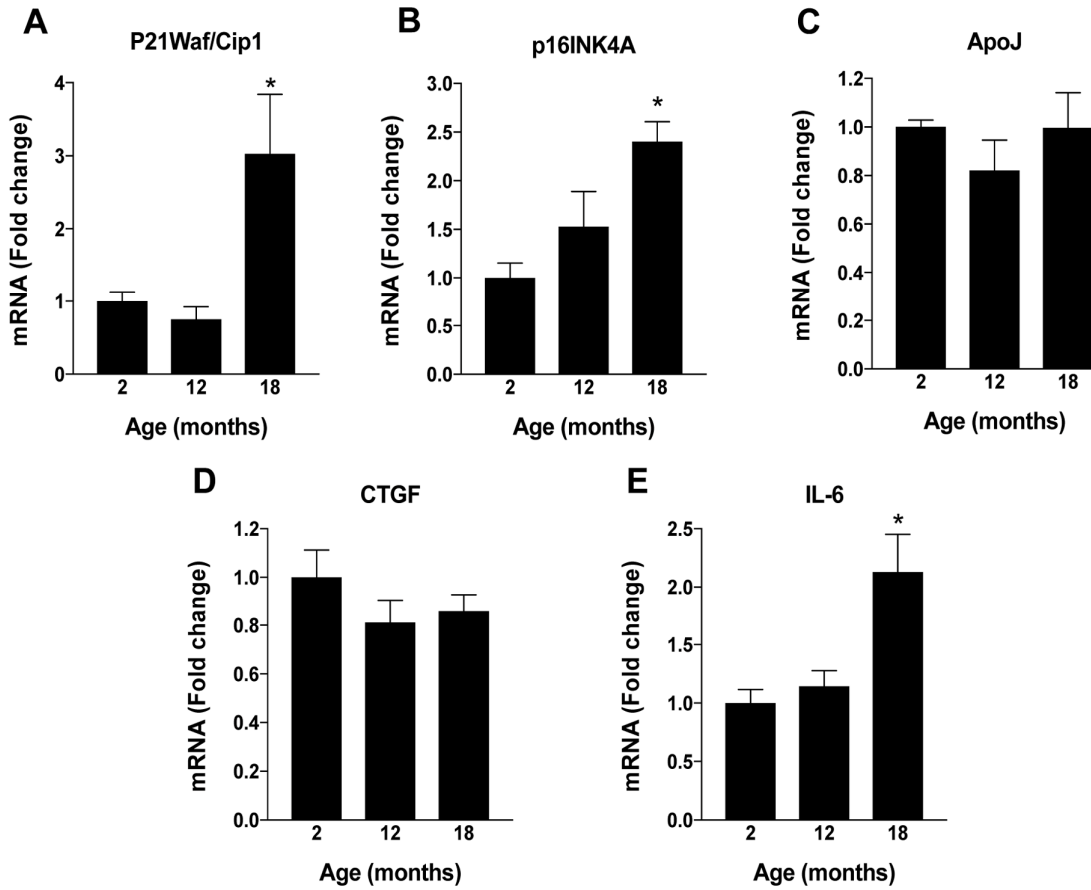 A
P21Waf/Cip1
mRNA (Fold change)
4
3
2
1
0
*
2 12 18
Age (months)
B
p16INK4A
mRNA (Fold change)
3.0
2.5
2.0
1.5
1.0
0.5
0.0
*
2 12 18
Age (months)
C
ApoJ
mRNA (Fold change)
1.2
1.0
0.8
0.6
0.4
0.2
0.0
2 12 18
Age (months)
D
CTGF
mRNA (Fold change)
1.2
1.0
0.8
0.6
0.4
0.2
0.0
2 12 18
Age (months)
E
IL-6
mRNA (Fold change)
2.5
2.0
1.5
1.0
0.5
0.0
*
2 12 18
Age (months)